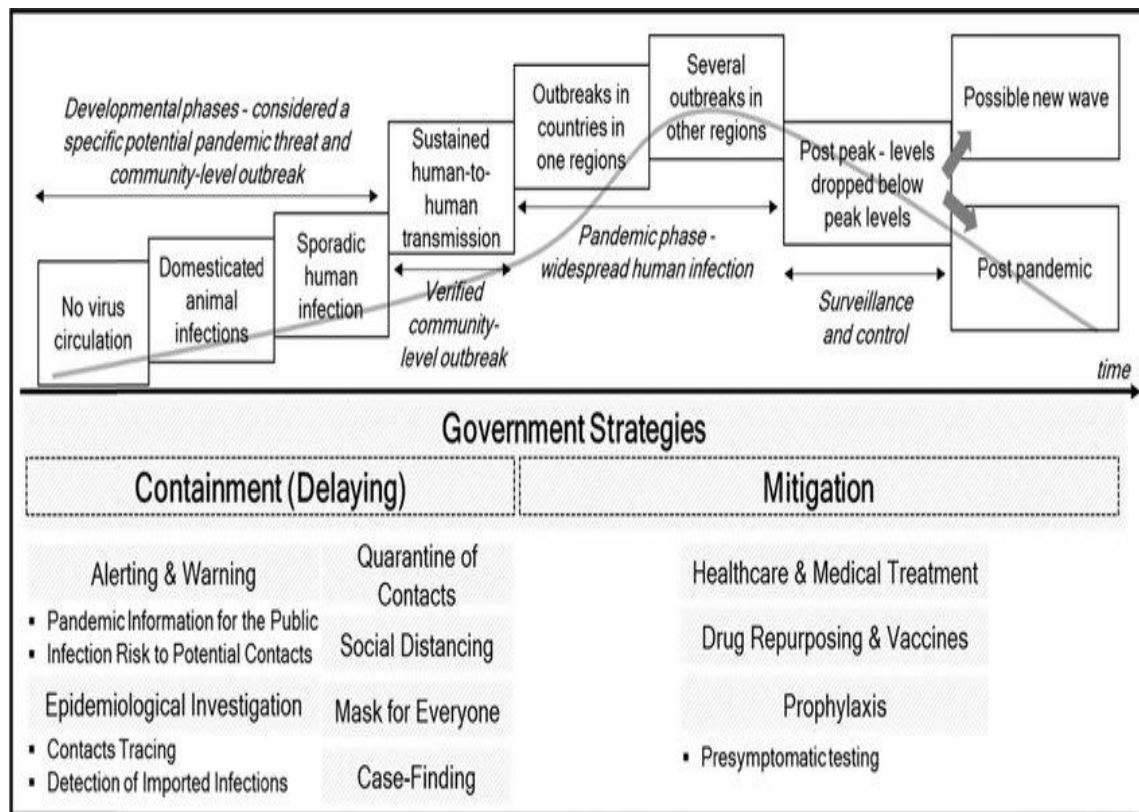 Developmental phases - considered a
specific potential pandemic threat and
community-level outbreak
No virus
circulation
Domesticated
animal
infections
Sporadic
human
infection
Sustained
human-to-
human
transmission
Verified
community-
level outbreak
Outbreaks in
countries in
one regions
Several
outbreaks in
other regions
Pandemic phase -
widespread human infection
Post peak - levels
dropped below
peak levels
Surveillance
and control
Possible new wave
Post pandemic
time
Government Strategies
Containment (Delaying)
Mitigation
Alerting & Warning
▪ Pandemic Information for the Public
▪ Infection Risk to Potential Contacts
Epidemiological Investigation
▪ Contacts Tracing
▪ Detection of Imported Infections
Quarantine of
Contacts
Social Distancing
Mask for Everyone
Case-Finding
Healthcare & Medical Treatment
Drug Repurposing & Vaccines
Prophylaxis
▪ Presymptomatic testing